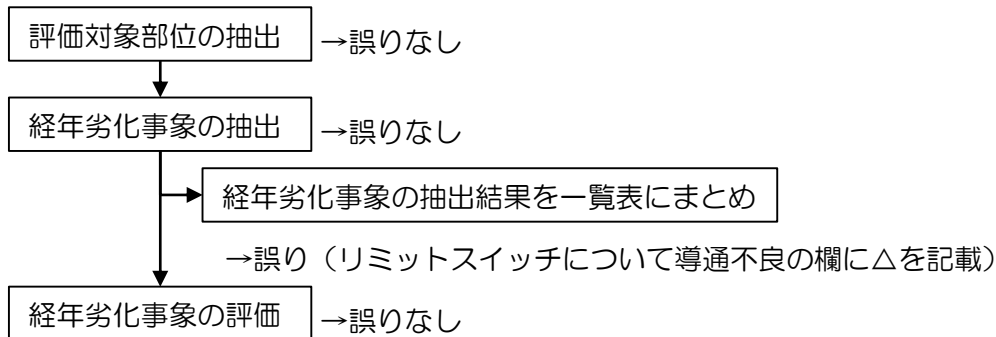 評価対象部位の抽出 →誤りなし
経年劣化事象の抽出 →誤りなし
経年劣化事象の抽出結果を一覧表にまとめ
→誤り（リミットスイッチについて導通不良の欄に△を記載）
経年劣化事象の評価 →誤りなし